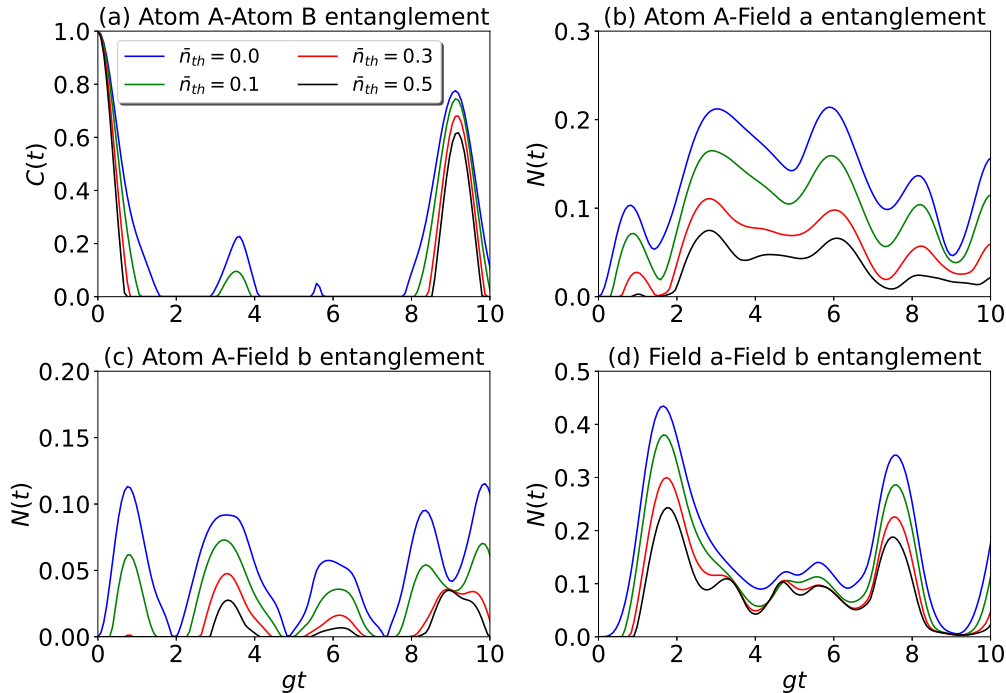 (a) Atom A-Atom B entanglement
C(t)
1.0
0.8
0.6
0.4
0.2
0.0
n̄th = 0.0
n̄th = 0.3
n̄th = 0.1
n̄th = 0.5
0 2 4 6 8 10
(b) Atom A-Field a entanglement
N(t)
0.3
0.2
0.1
0.0
0 2 4 6 8 10
(c) Atom A-Field b entanglement
N(t)
0.20
0.15
0.10
0.05
0.00
0 2 4 6 8 10
gt
(d) Field a-Field b entanglement
N(t)
0.5
0.4
0.3
0.2
0.1
0.0
0 2 4 6 8 10
gt